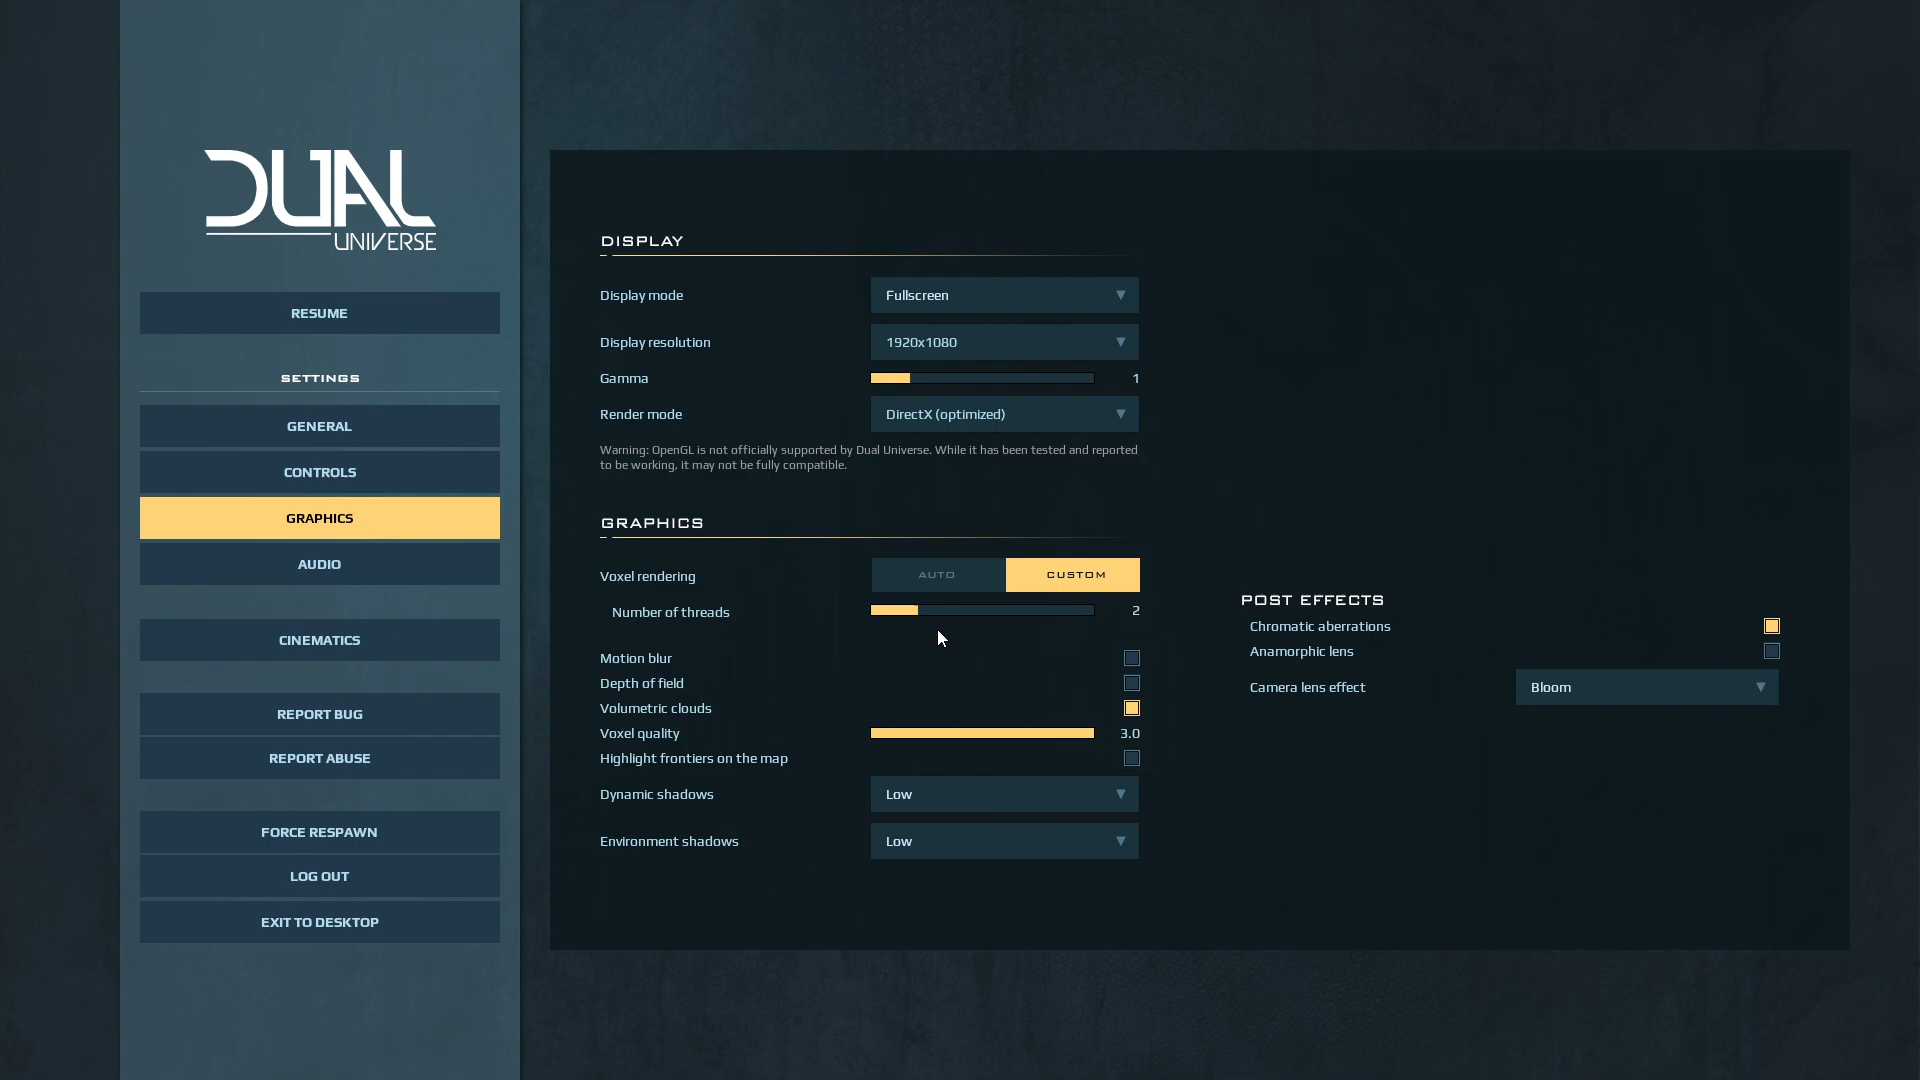 DUAL
UNIVERSE
RESUME
SETTINGS
GENERAL
CONTROLS
GRAPHICS
AUDIO
CINEMATICS
REPORT BUG
REPORT ABUSE
FORCE RESPAWN
LOG OUT
EXIT TO DESKTOP
DISPLAY
Display mode Fullscreen
Display resolution 1920x1080
Gamma 1
Render mode DirectX (optimized)
Warning: OpenGL is not officially supported by Dual Universe. While it has been tested and reported
to be working, it may not be fully compatible.
GRAPHICS
Voxel rendering AUTO CUSTOM
Number of threads 2
Motion blur
Depth of field
Volumetric clouds
Voxel quality 3.0
Highlight frontiers on the map
Dynamic shadows Low
Environment shadows Low
POST EFFECTS
Chromatic aberrations
Anamorphic lens
Camera lens effect Bloom